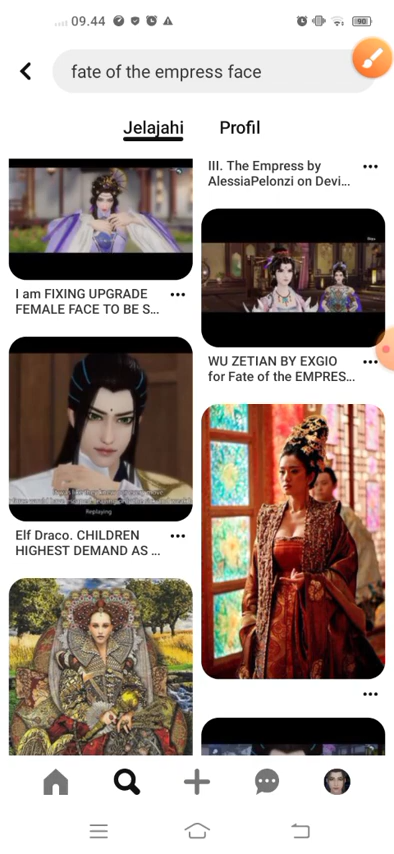 09.44
90
fate of the empress face
Jelajahi
Profil
I am FIXING UPGRADE
FEMALE FACE TO BE S...
Elf Draco. CHILDREN
HIGHEST DEMAND AS ...
Replaying
III. The Empress by
AlessiaPelonzi on Devi...
WU ZETIAN BY EXGIO
for Fate of the EMPRES...